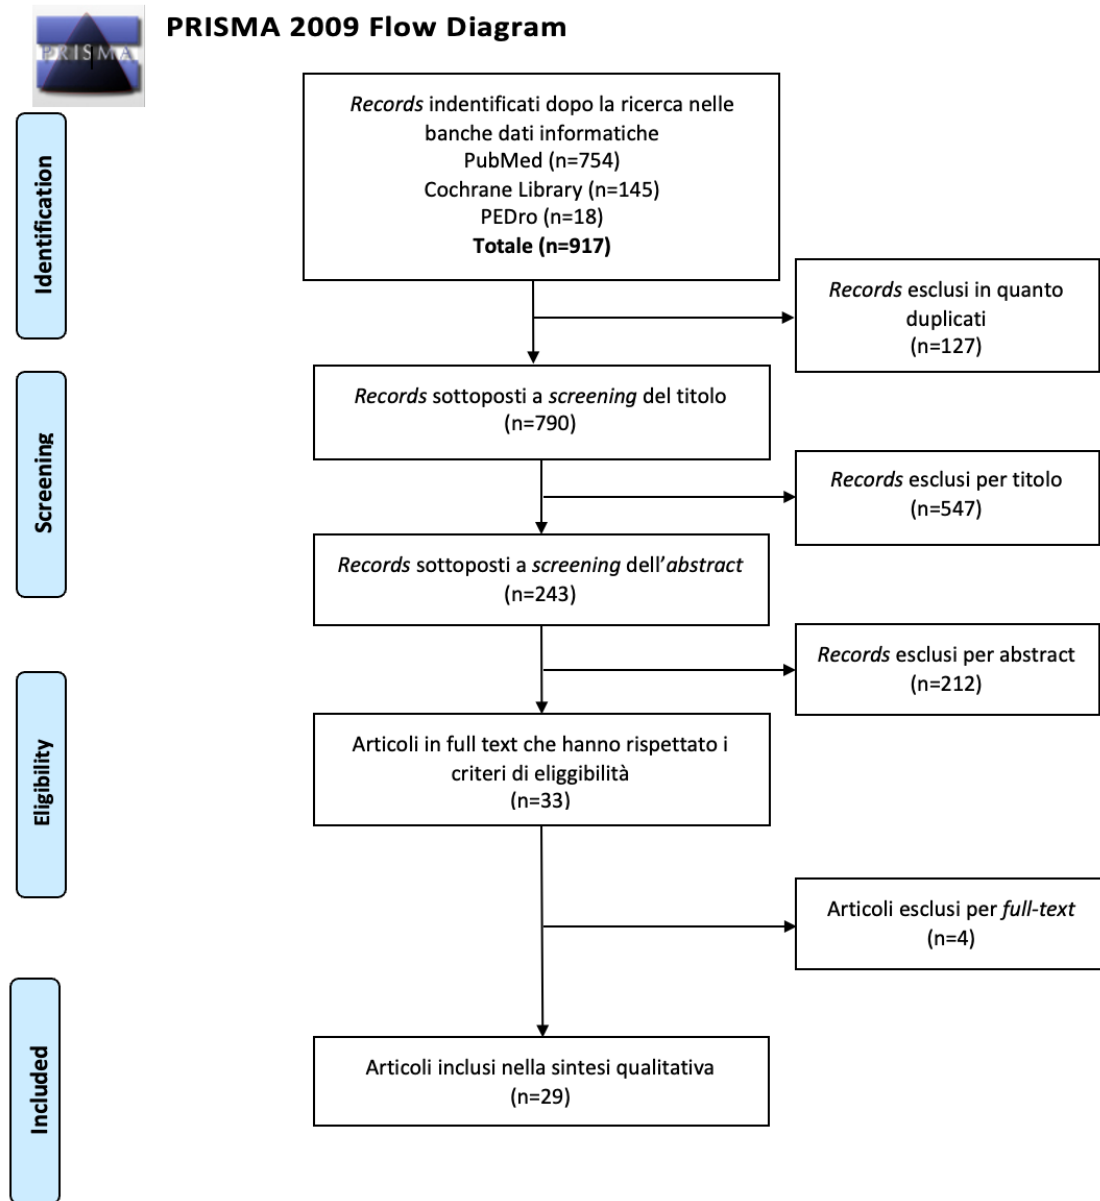 PRISMA
PRISMA 2009 Flow Diagram
Identification
Records indentificati dopo la ricerca nelle
banche dati informatiche
PubMed (n=754)
Cochrane Library (n=145)
PEDro (n=18)
Totale (n=917)
Records esclusi in quanto
duplicati
(n=127)
Screening
Records sottoposti a screening del titolo
(n=790)
Records esclusi per titolo
(n=547)
Records sottoposti a screening dell’abstract
(n=243)
Records esclusi per abstract
(n=212)
Eligibility
Articoli in full text che hanno rispettato i
criteri di eliggibilità
(n=33)
Articoli esclusi per full-text
(n=4)
Included
Articoli inclusi nella sintesi qualitativa
(n=29)